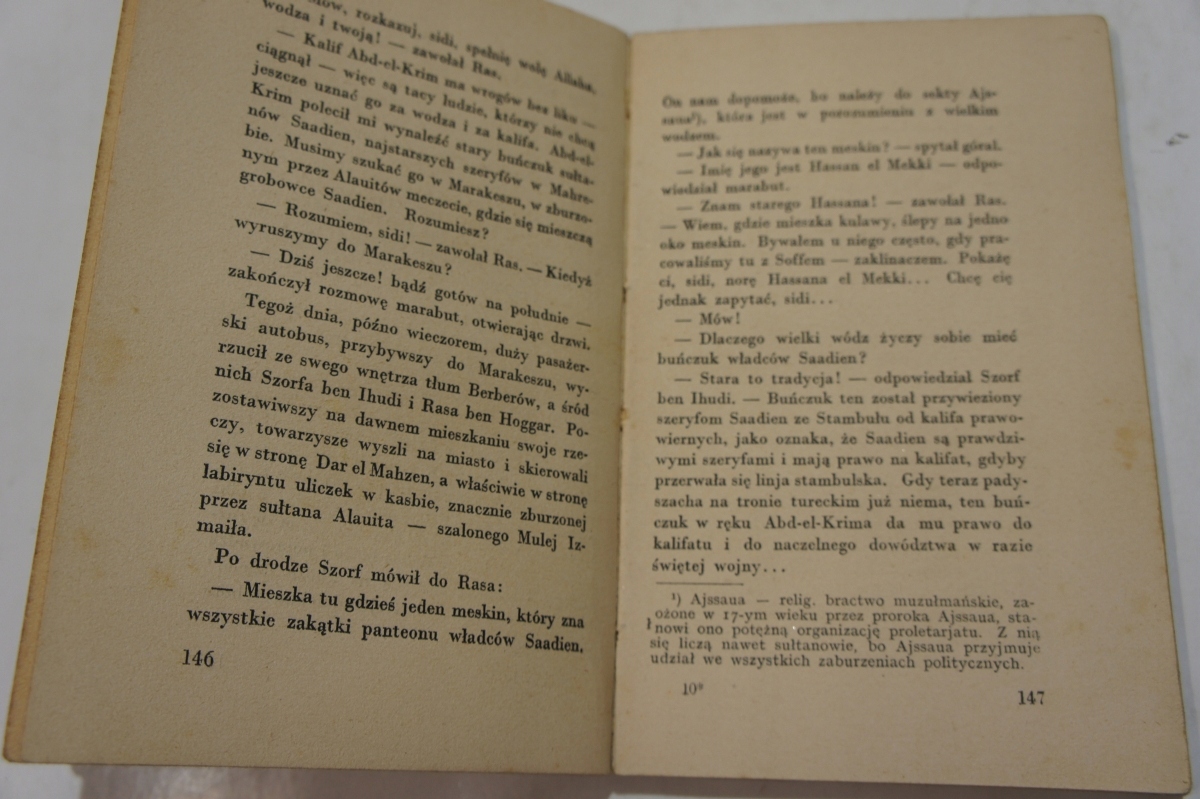 rozkazuj, sidi, spełnię wolę Allaha,
wodza i twoją! — zawołał Ras.
— Kalif Abd-el-Krim ma wrogów bez liku —
ciągnął — więc są tacy ludzie, którzy nie chcą
jeszcze uznać go za wodza i za kalifa. Abd-el-
Krim polecił mi wynaleźć stary buńczuk sułta-
nów Saadien, najstarszych szeryfów w Mahre-
bie. Musimy szukać go w Marakeszu, w zburzo-
nym przez Alauitów meczecie, gdzie się mieszczą
grobowce Saadien. Rozumiesz?
— Rozumiem, sidi! — zawołał Ras. — Kiedyż
wyruszymy do Marakeszu?
— Dziś jeszcze! bądź gotów na południe —
zakończył rozmowę marabut, otwierając drzwi.
Tegoż dnia, późno wieczorem, duży pasażer-
ski autobus, przybywszy do Marakeszu, wy-
rzucił ze swego wnętrza tłum Berberów, a śród
nich Szorfa ben Ihudi i Rasa ben Hoggar. Po-
zostawiwszy na dawnem mieszkaniu swoje rze-
czy, towarzysze wyszli na miasto i skierowali
się w stronę Dar el Mahzen, a właściwie w stronę
labiryntu uliczek w kasbie, znacznie zburzonej
przez sułtana Alauita — szalonego Mulej Iz-
maiła.
Po drodze Szorf mówił do Rasa:
— Mieszka tu gdzieś jeden meskin, który zna
wszystkie zakątki panteonu władców Saadien.
146
On nam dopomoże, bo należy do sekty Ajs-
saua¹), która jest w porozumieniu z wielkim
wodzem.
— Jak się nazywa ten meskin? — spytał góral.
— Imię jego jest Hassan el Mekki — odpo-
wiedział marabut.
— Znam starego Hassana! — zawołał Ras.
— Wiem, gdzie mieszka kulawy, ślepy na jedno
oko meskin. Bywałem u niego często, gdy pra-
cowaliśmy tu z Soffem — zaklinaczem. Pokażę
ci, sidi, norę Hassana el Mekki... Chcę cię
jednak zapytać, sidi...
— Mów!
— Dlaczego wielki wódz życzy sobie mieć
buńczuk władców Saadien?
— Stara to tradycja! — odpowiedział Szorf
ben Ihudi. — Buńczuk ten został przywieziony
szeryfom Saadien ze Stambułu od kalifa prawo-
wiernych, jako oznaka, że Saadien są prawdzi-
wymi szeryfami i mają prawo na kalifat, gdyby
przerwała się linja stambulska. Gdy teraz pady-
szacha na tronie tureckim już niema, ten buń-
czuk w ręku Abd-el-Krima da mu prawo do
kalifatu i do naczelnego dowództwa w razie
świętej wojny...
¹) Ajssaua — relig. bractwo muzułmańskie, za-
łożone w 17-ym wieku przez proroka Ajssaua, sta-
nowi ono potężną organizację proletarjatu. Z nią
się liczą nawet sułtanowie, bo Ajssaua przyjmuje
udział we wszystkich zaburzeniach politycznych.
10*
147